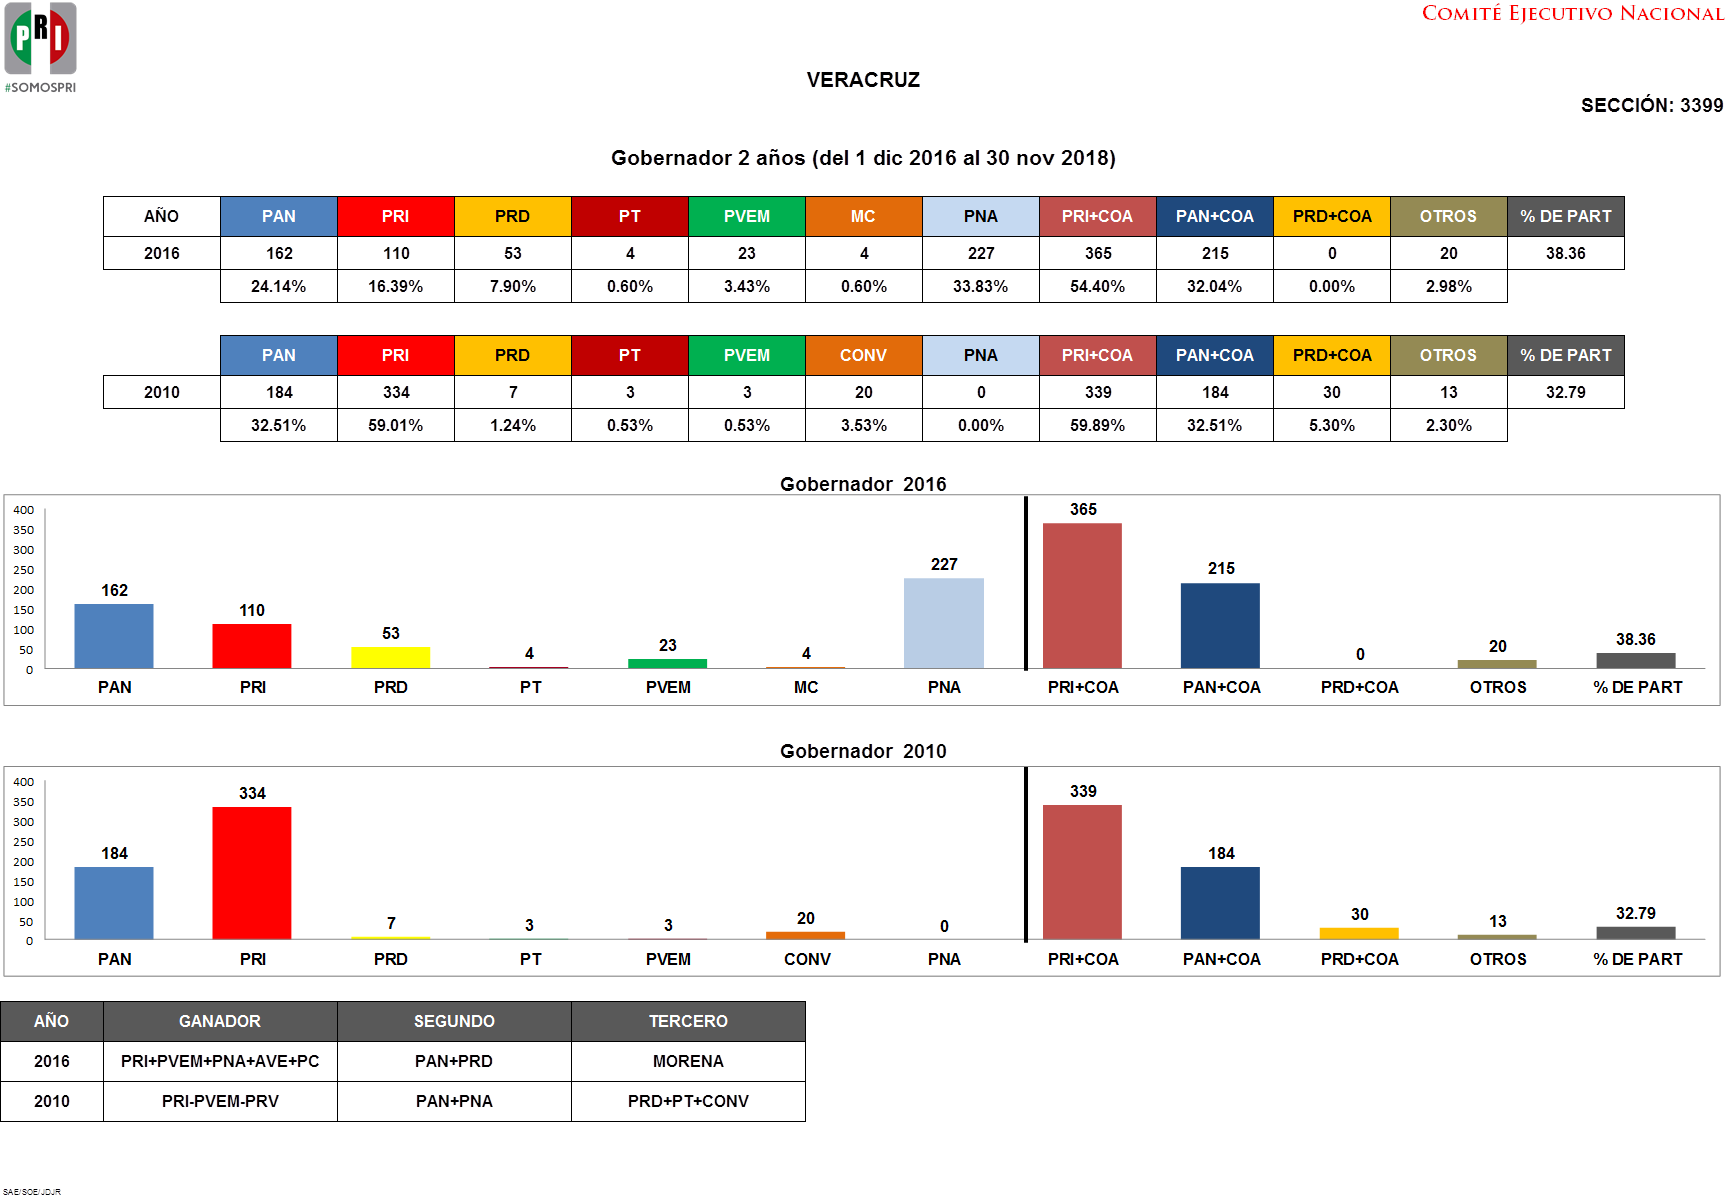 PRI
#SOMOSPRI
COMITÉ EJECUTIVO NACIONAL
VERACRUZ
SECCIÓN: 3399
Gobernador 2 años (del 1 dic 2016 al 30 nov 2018)
AÑO PAN PRI PRD PT PVEM MC PNA PRI+COA PAN+COA PRD+COA OTROS % DE PART
2016 162 110 53 4 23 4 227 365 215 0 20 38.36
24.14% 16.39% 7.90% 0.60% 3.43% 0.60% 33.83% 54.40% 32.04% 0.00% 2.98%
PAN PRI PRD PT PVEM CONV PNA PRI+COA PAN+COA PRD+COA OTROS % DE PART
2010 184 334 7 3 3 20 0 339 184 30 13 32.79
32.51% 59.01% 1.24% 0.53% 0.53% 3.53% 0.00% 59.89% 32.51% 5.30% 2.30%
Gobernador 2016
400
350
300
250
200
150
100
50
0
162 110 53 4 23 4 227 365 215 0 20 38.36
PAN PRI PRD PT PVEM MC PNA PRI+COA PAN+COA PRD+COA OTROS % DE PART
Gobernador 2010
400
350
300
250
200
150
100
50
0
184 334 7 3 3 20 0 339 184 30 13 32.79
PAN PRI PRD PT PVEM CONV PNA PRI+COA PAN+COA PRD+COA OTROS % DE PART
AÑO GANADOR SEGUNDO TERCERO
2016 PRI+PVEM+PNA+AVE+PC PAN+PRD MORENA
2010 PRI-PVEM-PRV PAN+PNA PRD+PT+CONV
SAE/SOE/JDJR